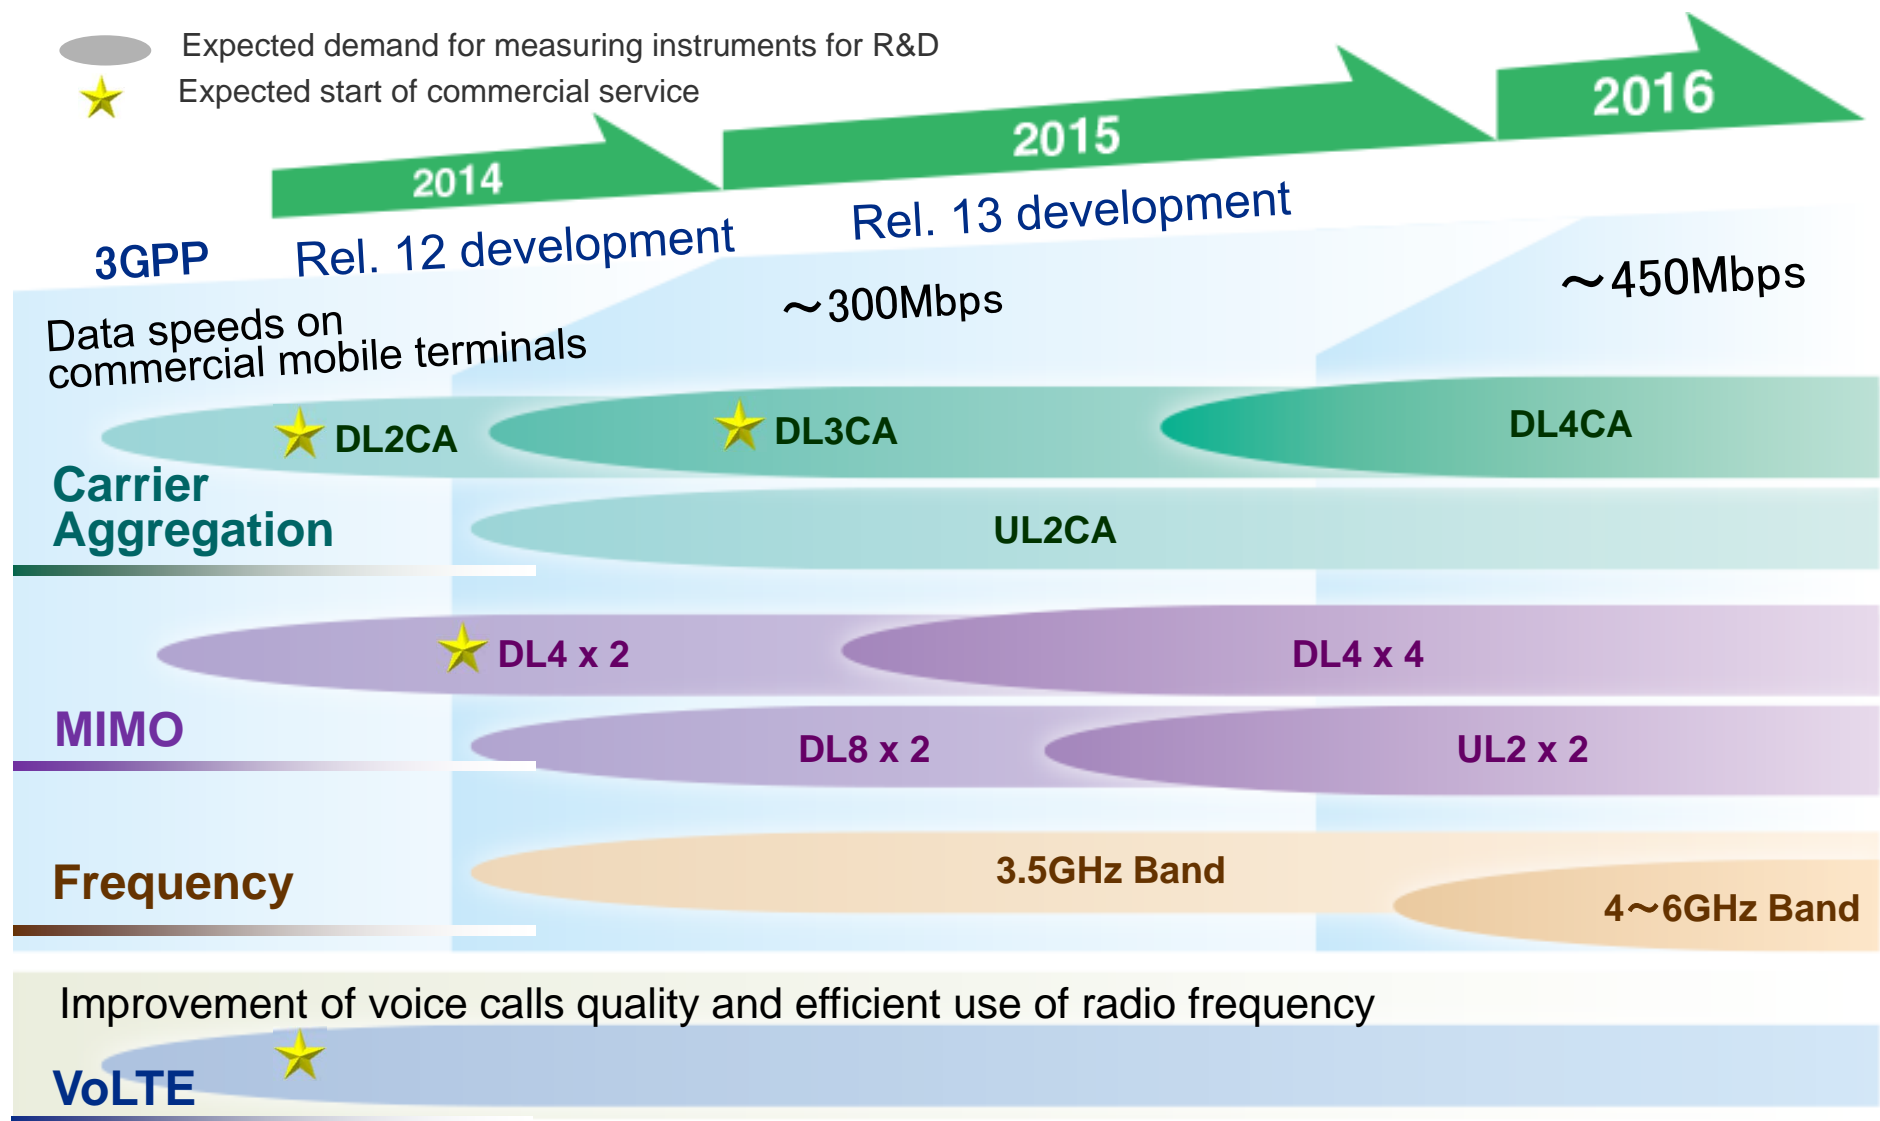 Expected demand for measuring instruments for R&D
Expected start of commercial service
2014
2015
2016
3GPP
Rel. 12 development
Rel. 13 development
Data speeds on
commercial mobile terminals
～300Mbps
～450Mbps
DL2CA
DL3CA
DL4CA
Carrier
Aggregation
UL2CA
DL4 x 2
DL4 x 4
MIMO
DL8 x 2
UL2 x 2
Frequency
3.5GHz Band
4～6GHz Band
Improvement of voice calls quality and efficient use of radio frequency
VoLTE